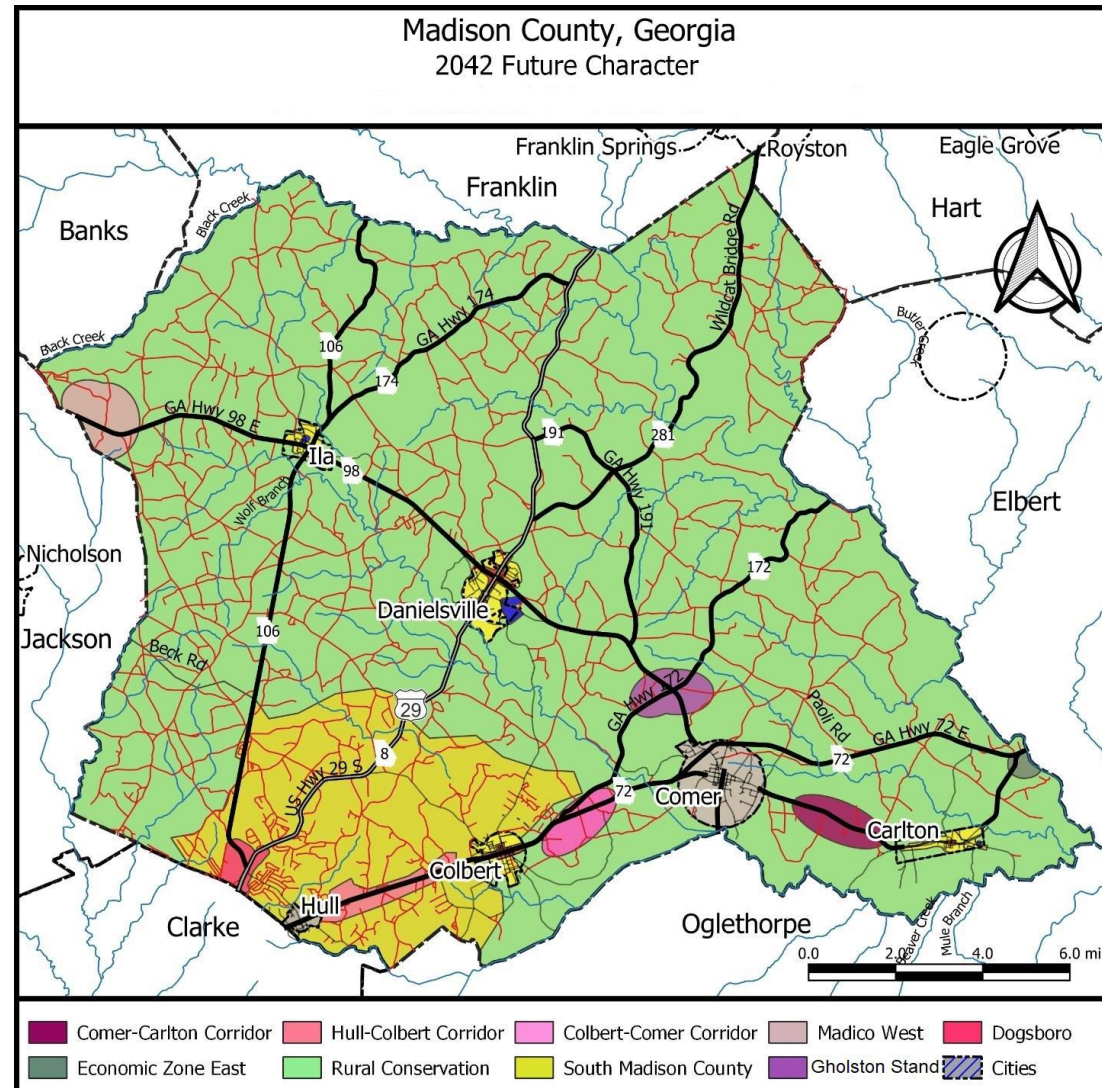 Madison County, Georgia
2042 Future Character
Franklin Springs
Royston
Eagle Grove
Franklin
Hart
Banks
Black Creek
Black Creek
Butler Creek
Wildcat Bridge Rd
GA Hwy 174
106
174
GA Hwy 98 E
191
281
Ila
98
GA Hwy 191
Wolf Branch
Elbert
Nicholson
172
Danielsville
Jackson
106
Beck Rd
29
GA Hwy 172
Paoli Rd
GA Hwy 72 E
8
72
US Hwy 29 S
72
Comer
Carlton
Colbert
Hull
Clarke
Oglethorpe
Beaver Creek
Mule Branch
0.0 2.0 4.0 6.0 mi
Comer-Carlton Corridor Hull-Colbert Corridor Colbert-Comer Corridor Madico West Dogsboro
Economic Zone East Rural Conservation South Madison County Gholston Stand Cities